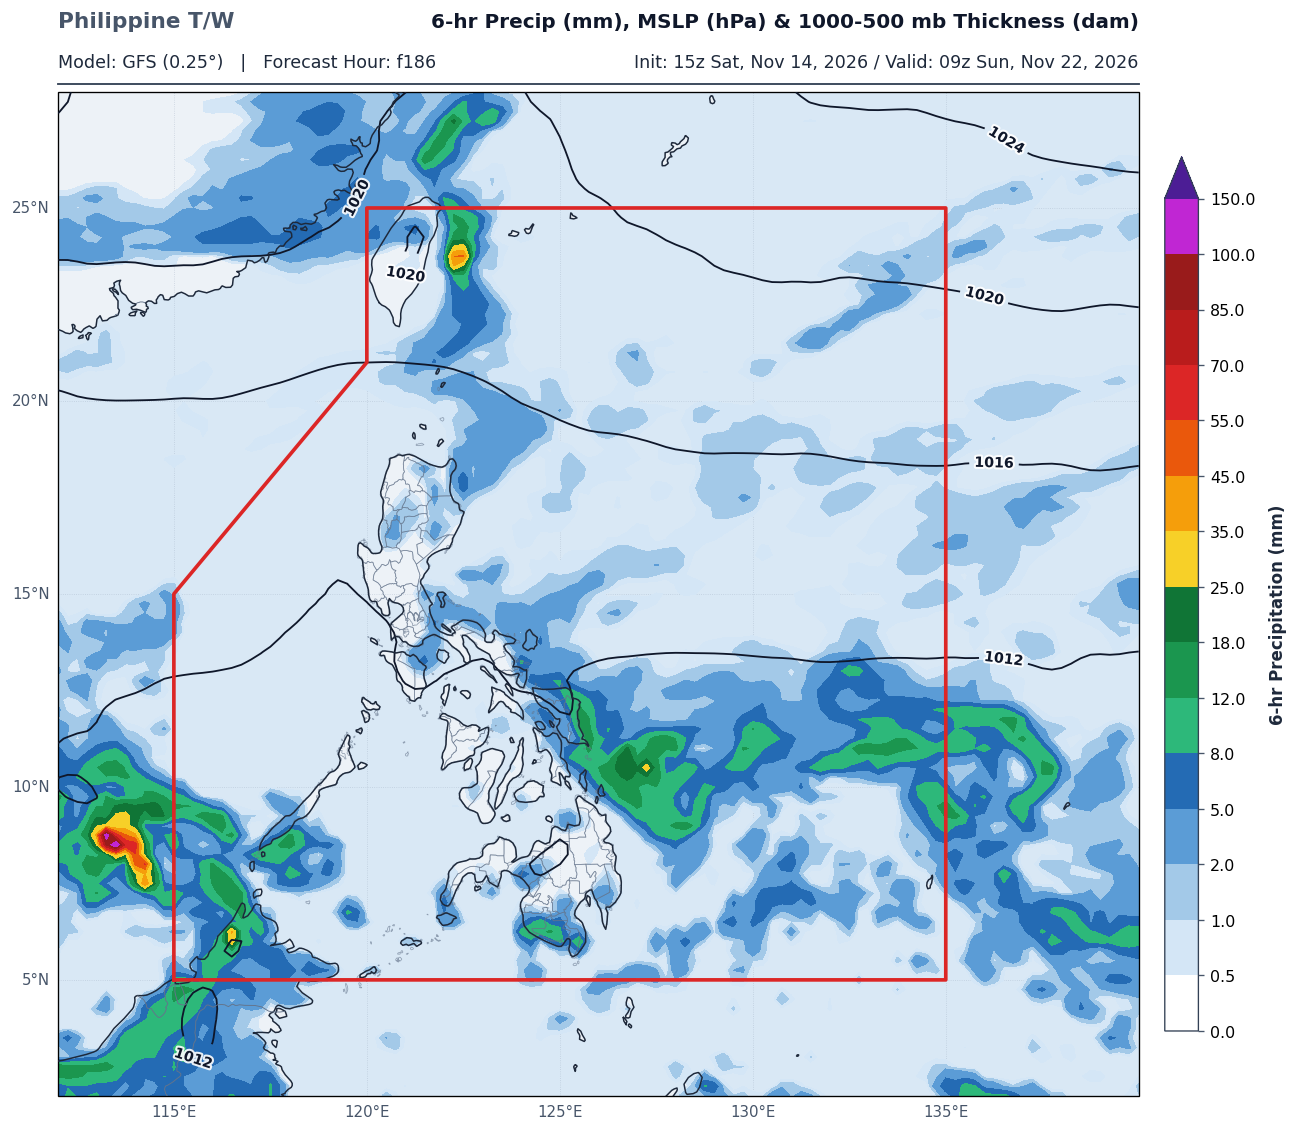 Philippine T/W
6-hr Precip (mm), MSLP (hPa) & 1000-500 mb Thickness (dam)
Model: GFS (0.25°) | Forecast Hour: f186
Init: 15z Sat, Nov 14, 2026 / Valid: 09z Sun, Nov 22, 2026
1024
1020
1020
1020
1016
1012
1012
25°N
20°N
15°N
10°N
5°N
115°E
120°E
125°E
130°E
135°E
150.0
100.0
85.0
70.0
55.0
45.0
35.0
25.0
18.0
12.0
8.0
5.0
2.0
1.0
0.5
0.0
6-hr Precipitation (mm)